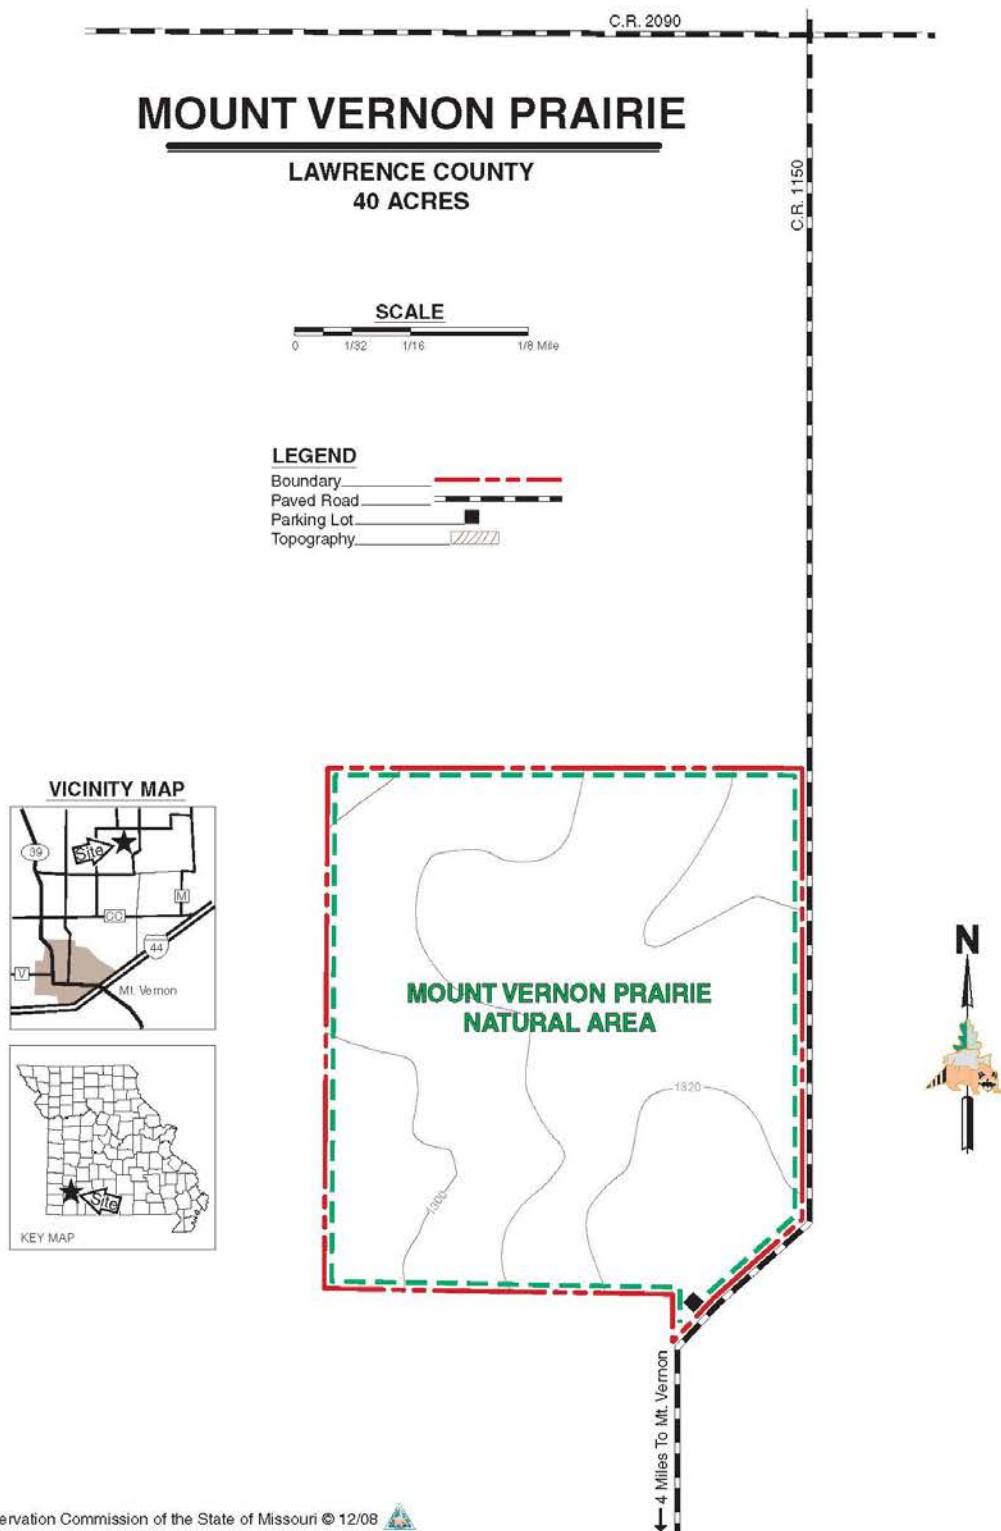 C.R. 2090
MOUNT VERNON PRAIRIE
LAWRENCE COUNTY
40 ACRES
C.R. 1150
SCALE
0 1/32 1/16 1/8 Mile
LEGEND
Boundary
Paved Road
Parking Lot
Topography
VICINITY MAP
39
Site
M
CC
44
V
Mt. Vernon
N
MOUNT VERNON PRAIRIE
NATURAL AREA
1320
1300
Site
KEY MAP
4 Miles To Mt. Vernon
ervation Commission of the State of Missouri © 12/08